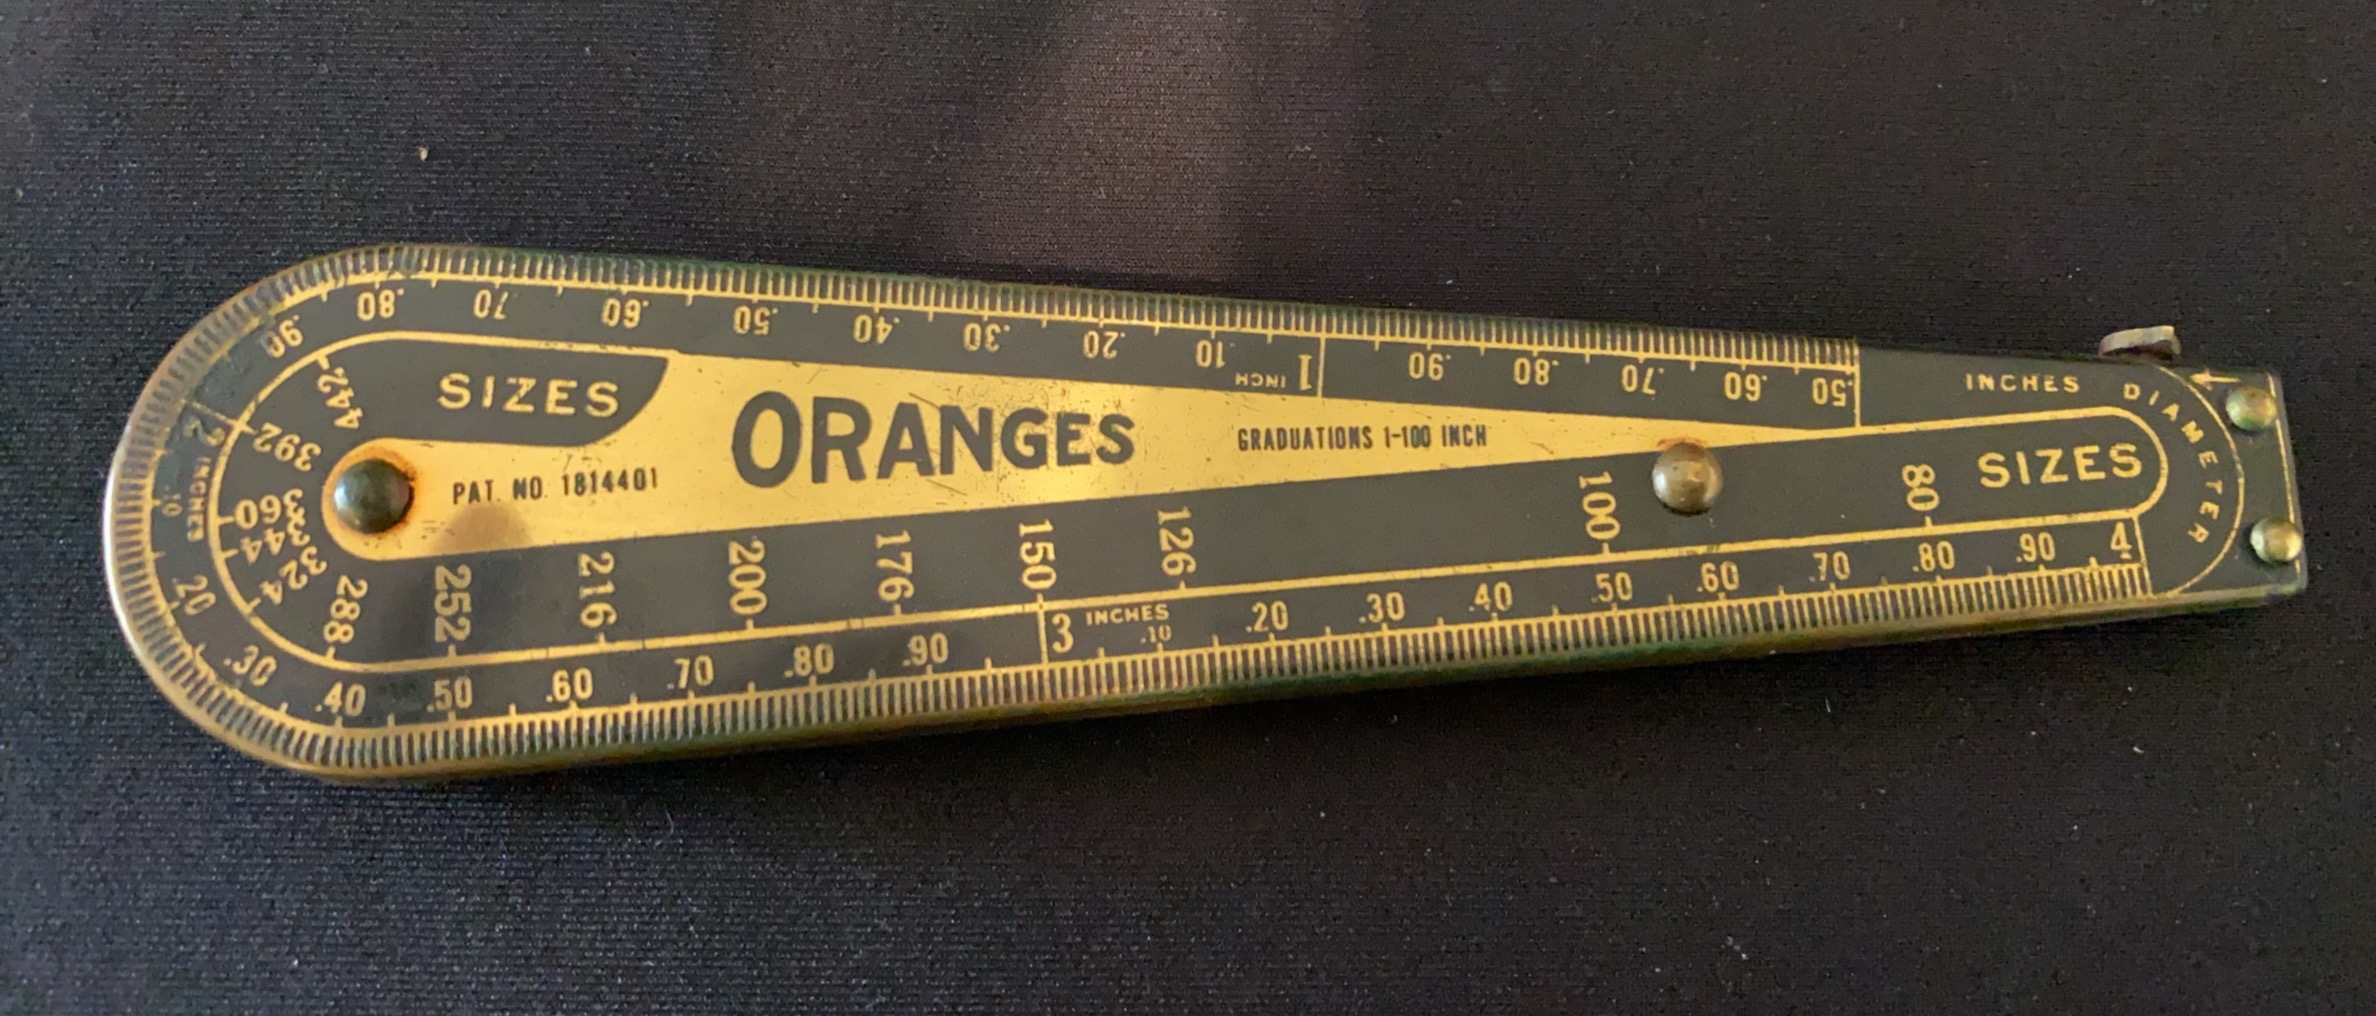 .80 .70 .60 .50 .40 .30 .20 .10 1 INCH .90 .80 .70 .60 .50
.90
INCHES DIAMETER
SIZES
ORANGES
GRADUATIONS 1-100 INCH
PAT. NO. 1814401
SIZES
442 392 360 344 324 288 252 216 200 176 150 126 100 80
2 INCHES .10 .20 .30 .40 .50 .60 .70 .80 .90 3 INCHES .10 .20 .30 .40 .50 .60 .70 .80 .90 4